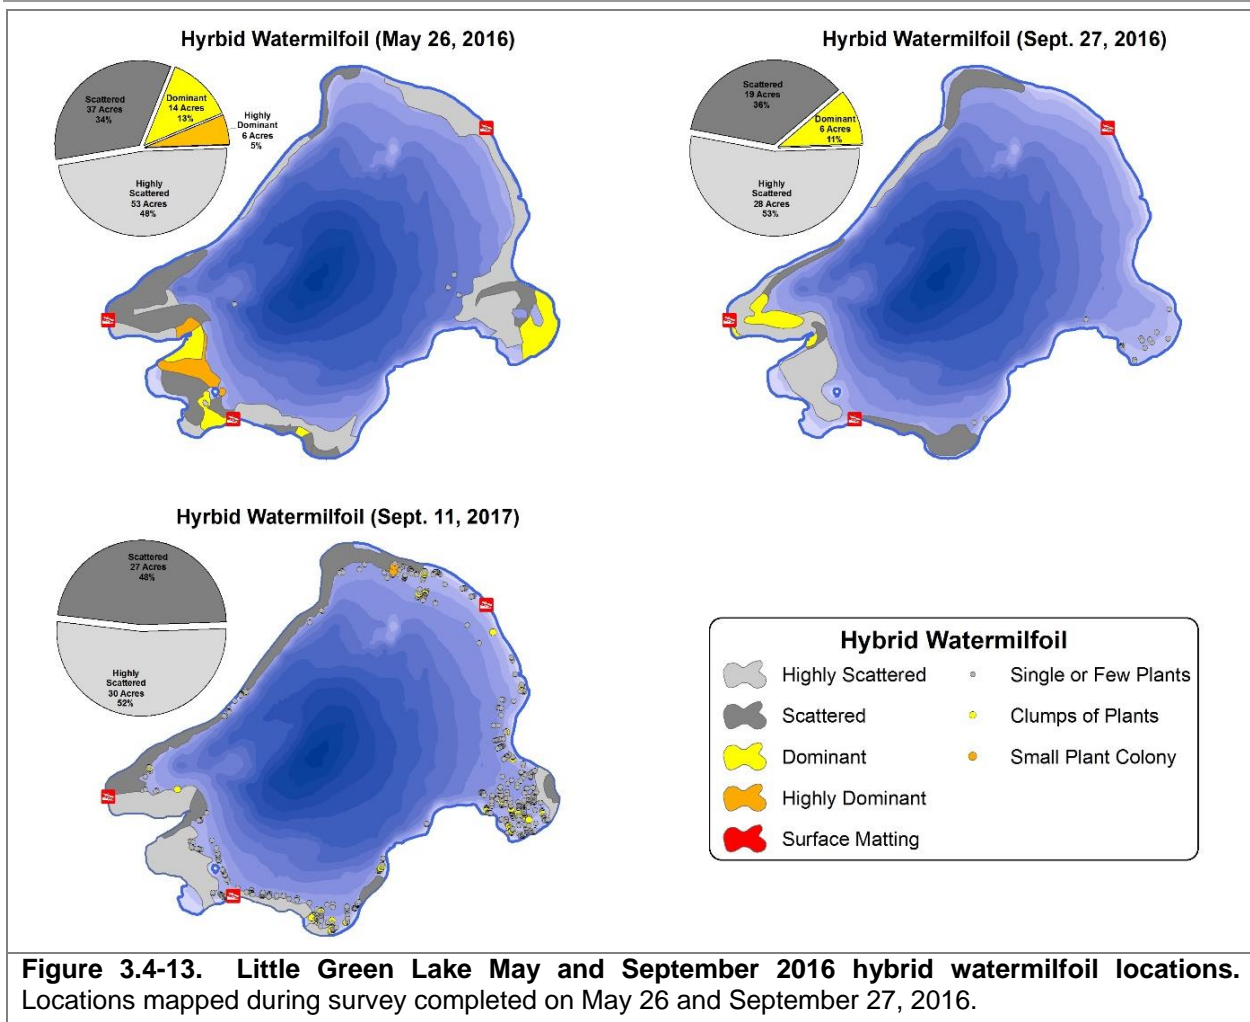 Hyrbid Watermilfoil (May 26, 2016)
Scattered
37 Acres
34%
Dominant
14 Acres
13%
Highly
Dominant
6 Acres
5%
Highly
Scattered
53 Acres
48%
Hyrbid Watermilfoil (Sept. 27, 2016)
Scattered
19 Acres
36%
Dominant
6 Acres
11%
Highly
Scattered
28 Acres
53%
Hyrbid Watermilfoil (Sept. 11, 2017)
Scattered
27 Acres
48%
Highly
Scattered
30 Acres
52%
Hybrid Watermilfoil
Highly Scattered
Scattered
Dominant
Highly Dominant
Surface Matting
Single or Few Plants
Clumps of Plants
Small Plant Colony
Figure 3.4-13. Little Green Lake May and September 2016 hybrid watermilfoil locations.
Locations mapped during survey completed on May 26 and September 27, 2016.